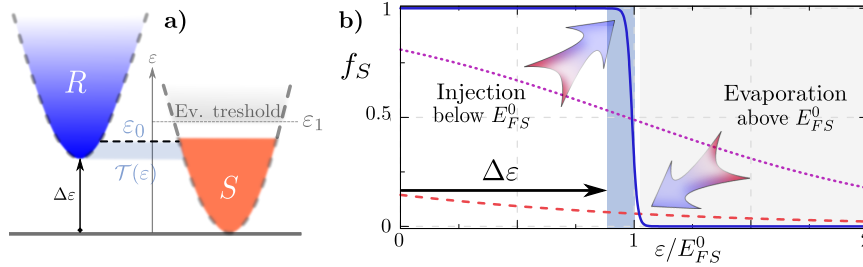 a)
R
ε
Ev. treshold
ε₁
ε₀
𝒯(ε)
S
Δε
b)
f_S
1
0.5
0
Injection
below E⁰_FS
Evaporation
above E⁰_FS
Δε
0
1
ε/E⁰_FS
2